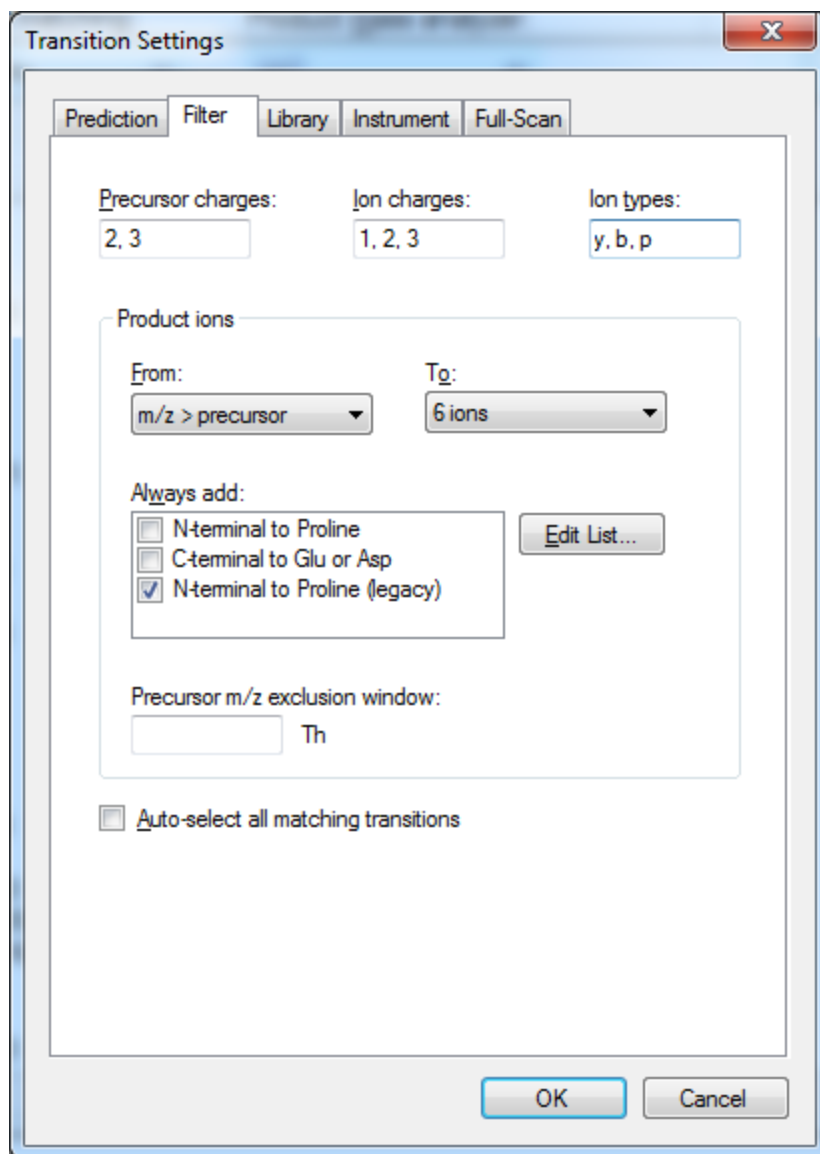 Transition Settings
Prediction Filter Library Instrument Full-Scan
Precursor charges: Ion charges: Ion types:
2, 3 1, 2, 3 y, b, p
Product ions
From: To:
m/z > precursor 6 ions
Always add:
N-terminal to Proline
C-terminal to Glu or Asp
Edit List...
N-terminal to Proline (legacy)
Precursor m/z exclusion window:
Th
Auto-select all matching transitions
OK Cancel